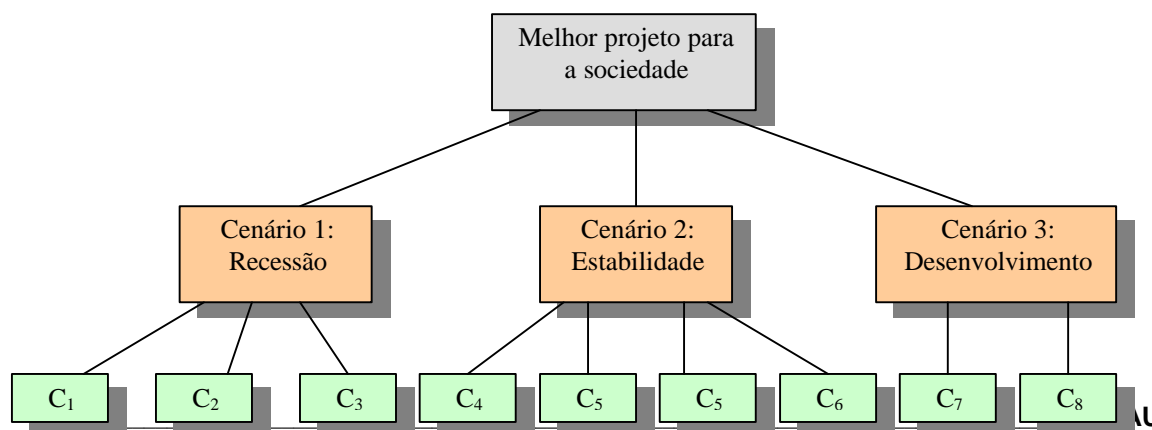 Melhor projeto para
a sociedade
Cenário 1:
Recessão
Cenário 2:
Estabilidade
Cenário 3:
Desenvolvimento
C₁
C₂
C₃
C₄
C₅
C₅
C₆
C₇
C₈